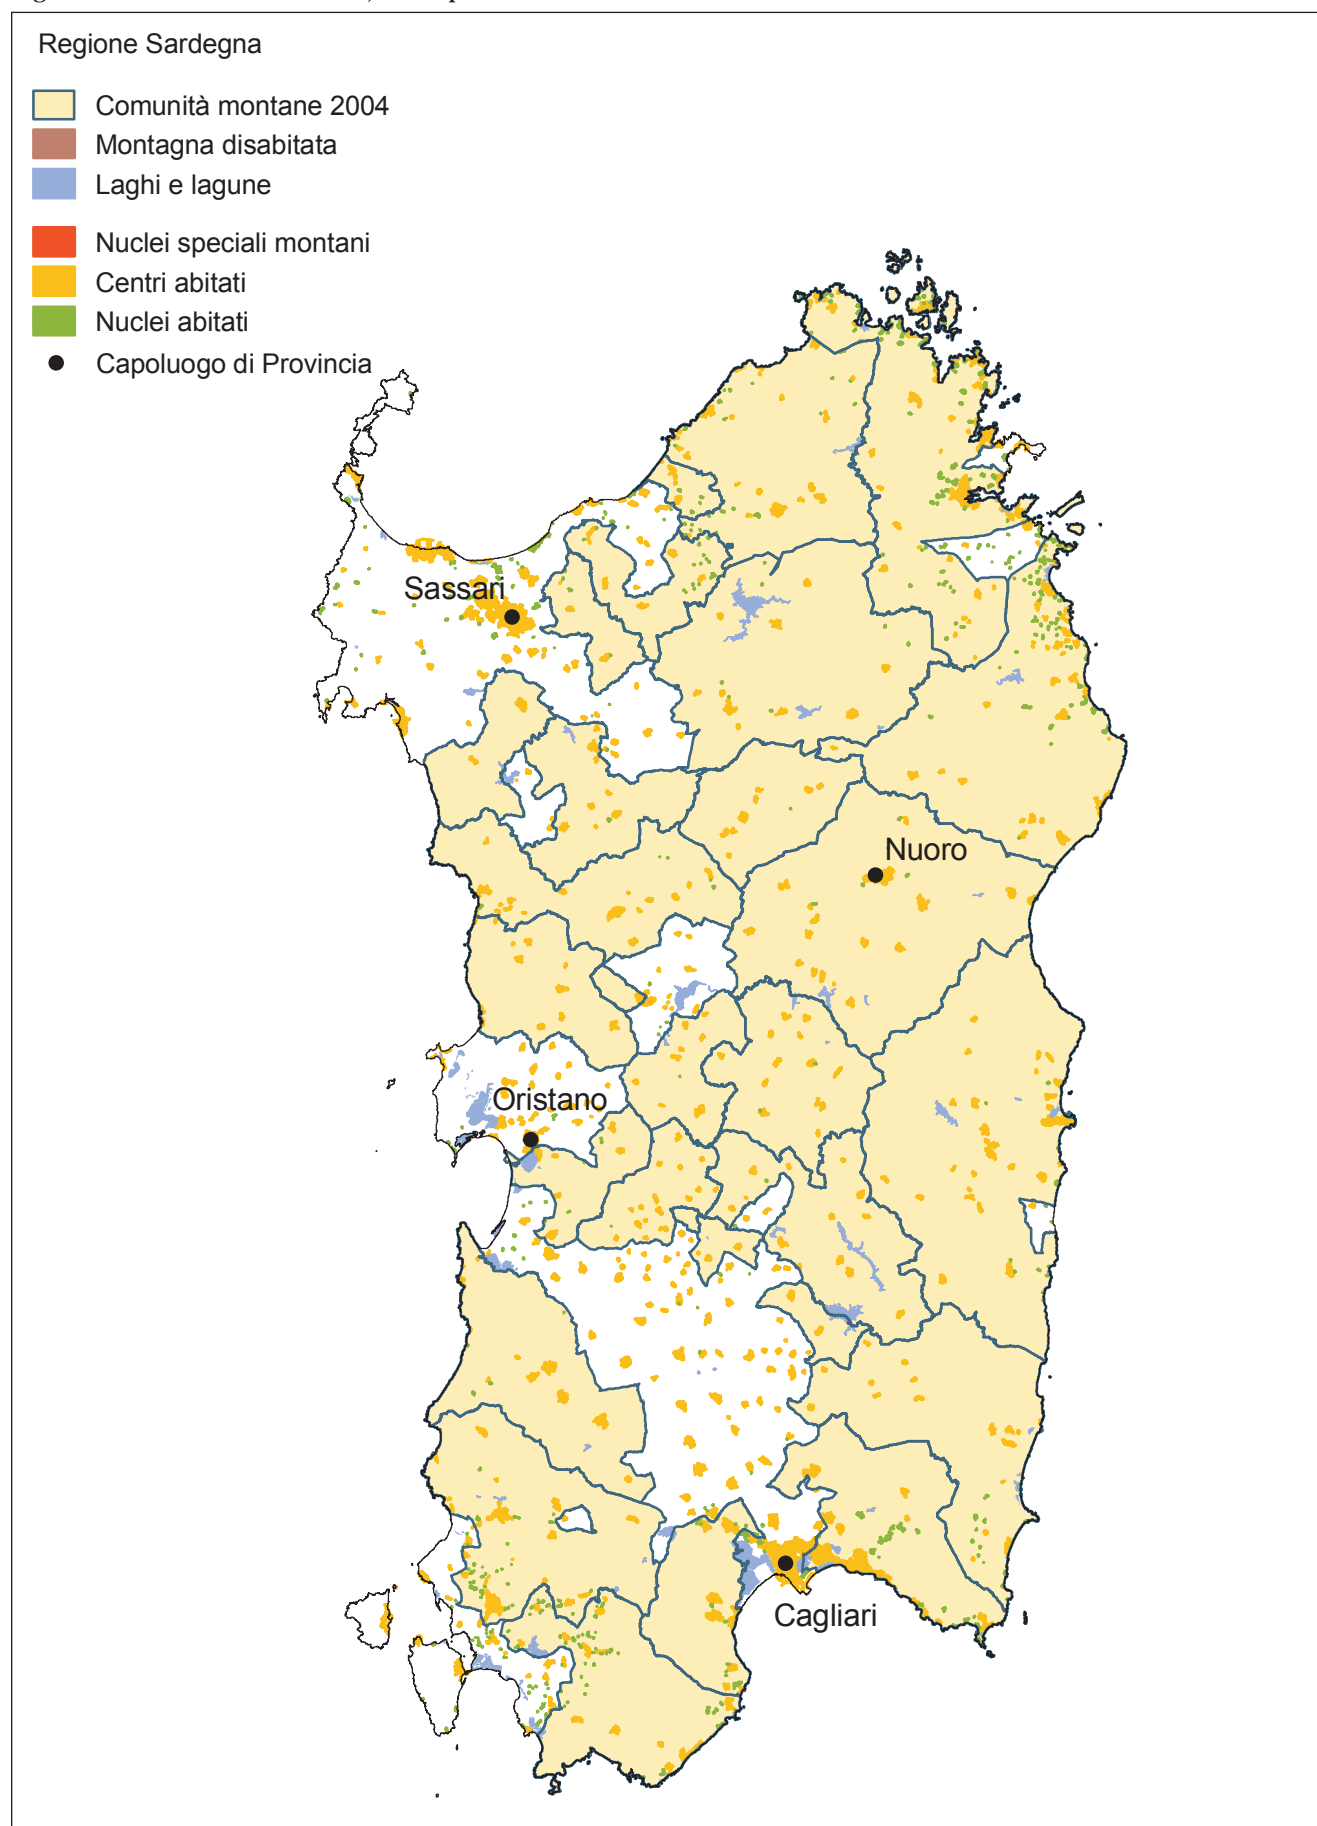 Regione Sardegna
Comunità montane 2004
Montagna disabitata
Laghi e lagune
Nuclei speciali montani
Centri abitati
Nuclei abitati
Capoluogo di Provincia
Sassari
Nuoro
Oristano
Cagliari